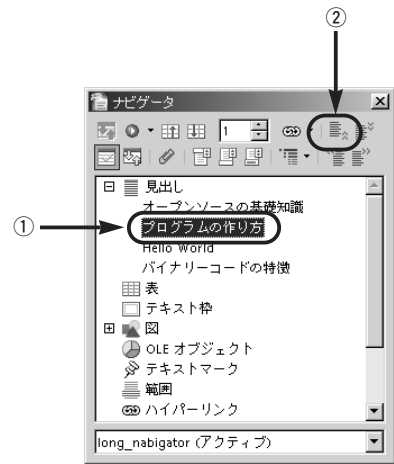 ②
ナビゲータ
1
見出し
オープンソースの基礎知識
① プログラムの作り方
Hello World
バイナリーコードの特徴
表
テキスト枠
図
OLE オブジェクト
テキストマーク
範囲
ハイパーリンク
long_nabigator (アクティブ)